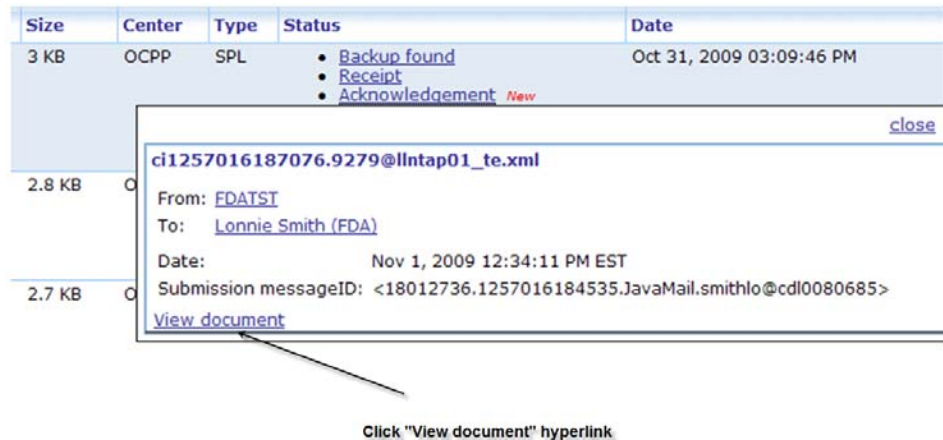 Size Center Type Status Date
3 KB OCPP SPL • Backup found Oct 31, 2009 03:09:46 PM
• Receipt
• Acknowledgement New
close
ci1257016187076.9279@llntap01_te.xml
2.8 KB
From: FDATST
To: Lonnie Smith (FDA)
Date: Nov 1, 2009 12:34:11 PM EST
2.7 KB
Submission messageID: <18012736.1257016184535.JavaMail.smithlo@cdl0080685>
View document
Click "View document" hyperlink